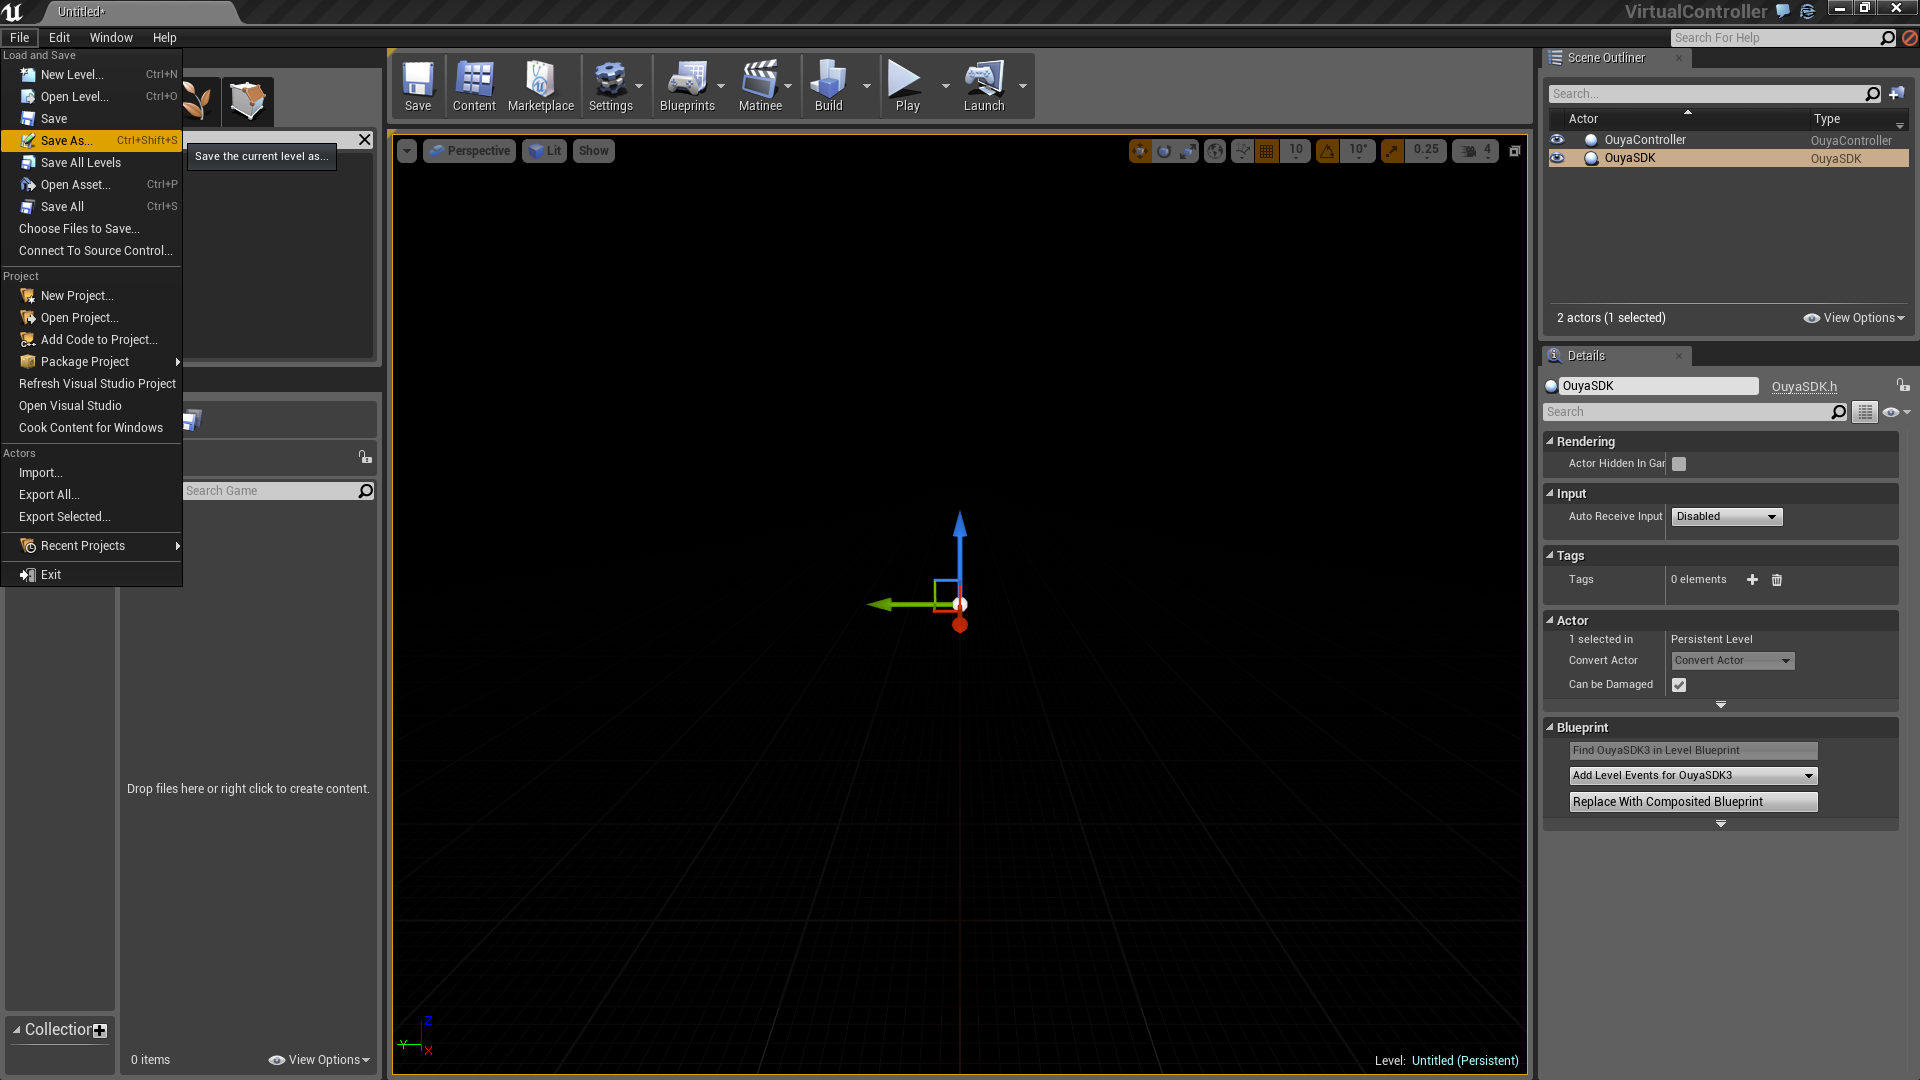 Untitled*
VirtualController
File Edit Window Help
Search For Help
Load and Save
New Level... Ctrl+N
Open Level... Ctrl+O
Save
Save As... Ctrl+Shift+S
Save the current level as...
Save All Levels
Open Asset... Ctrl+P
Save All Ctrl+S
Choose Files to Save...
Connect To Source Control...
Project
New Project...
Open Project...
Add Code to Project...
Package Project
Refresh Visual Studio Project
Open Visual Studio
Cook Content for Windows
Actors
Import...
Export All...
Export Selected...
Recent Projects
Exit
Search Game
Drop files here or right click to create content.
Collection
0 items
View Options
Save Content Marketplace Settings Blueprints Matinee Build Play Launch
Perspective Lit Show
10 10° 0.25 4
Z
Y
X
Level: Untitled (Persistent)
Scene Outliner
Search...
Actor Type
OuyaController OuyaController
OuyaSDK OuyaSDK
2 actors (1 selected)
View Options
Details
OuyaSDK OuyaSDK.h
Search
Rendering
Actor Hidden In Gar
Input
Auto Receive Input Disabled
Tags
Tags 0 elements
Actor
1 selected in Persistent Level
Convert Actor Convert Actor
Can be Damaged
Blueprint
Find OuyaSDK3 in Level Blueprint
Add Level Events for OuyaSDK3
Replace With Composited Blueprint